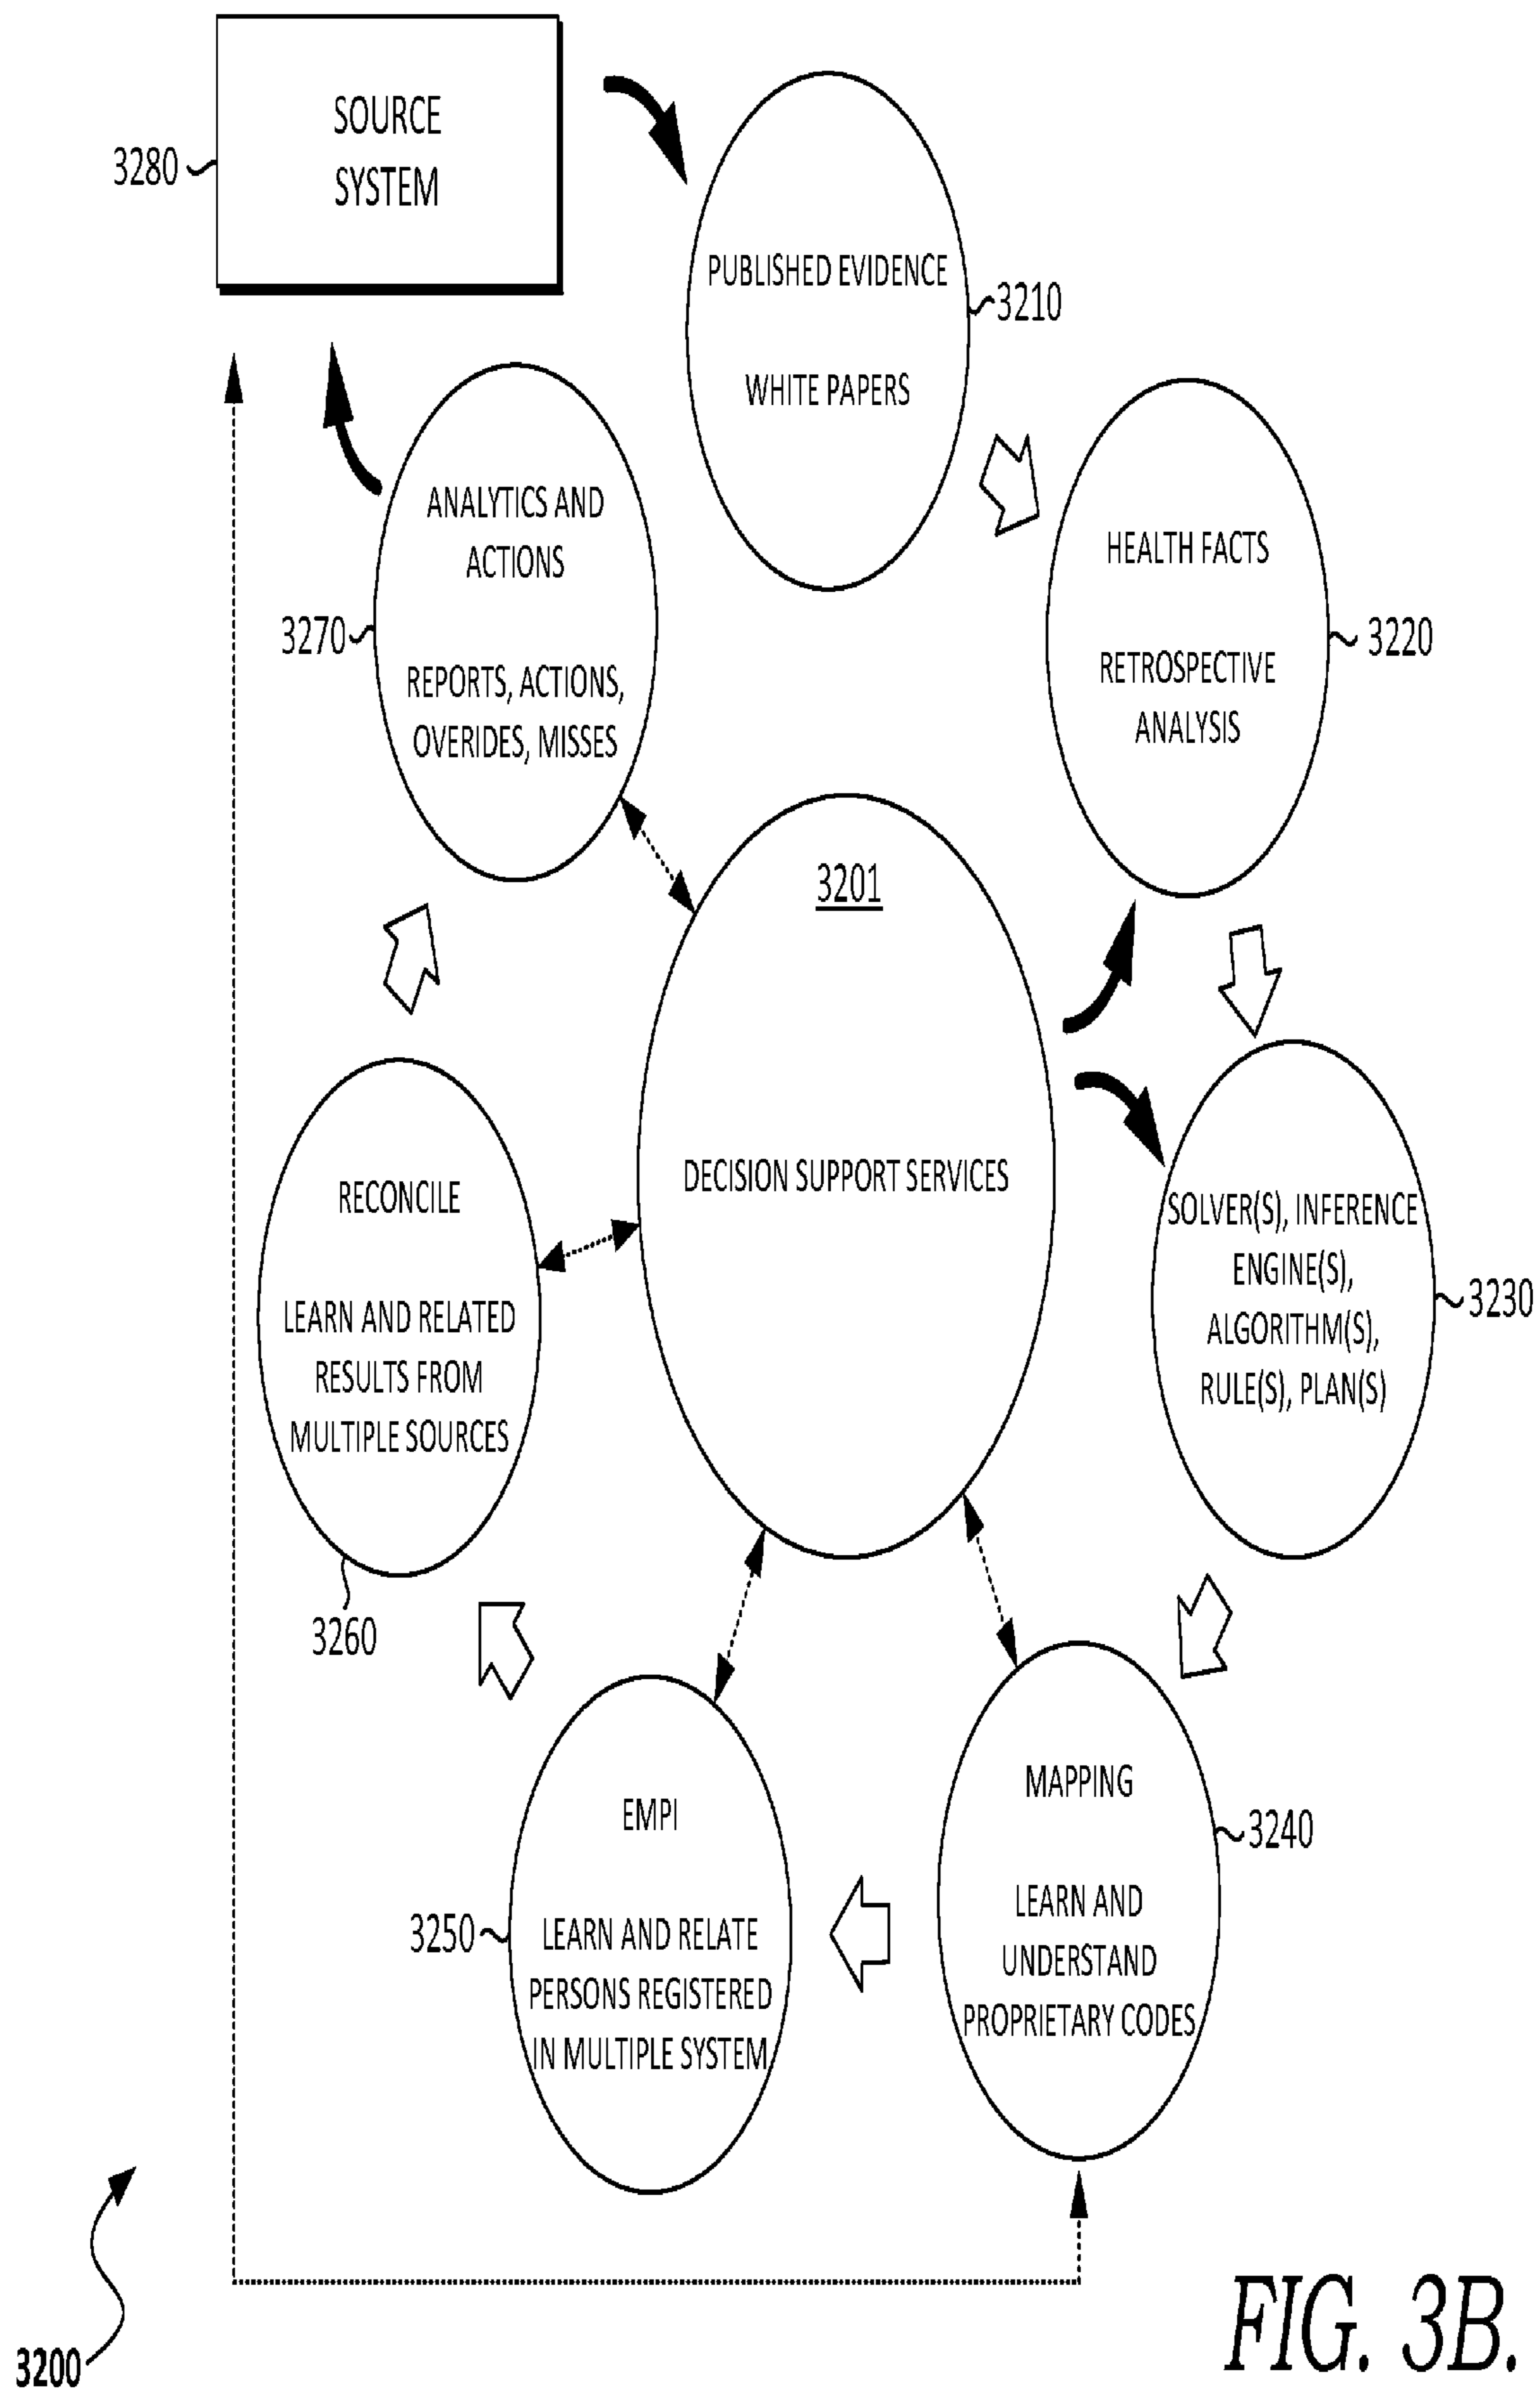 SOURCE
SYSTEM
3280
PUBLISHED EVIDENCE
WHITE PAPERS
3210
HEALTH FACTS
RETROSPECTIVE
ANALYSIS
3220
ANALYTICS AND
ACTIONS
REPORTS, ACTIONS,
OVERIDES, MISSES
3270
3201
DECISION SUPPORT SERVICES
SOLVER(S), INFERENCE
ENGINE(S),
ALGORITHM(S),
RULE(S), PLAN(S)
3230
RECONCILE
LEARN AND RELATED
RESULTS FROM
MULTIPLE SOURCES
3260
MAPPING
LEARN AND
UNDERSTAND
PROPRIETARY CODES
3240
EMPI
LEARN AND RELATE
PERSONS REGISTERED
IN MULTIPLE SYSTEM
3250
3200
FIG. 3B.